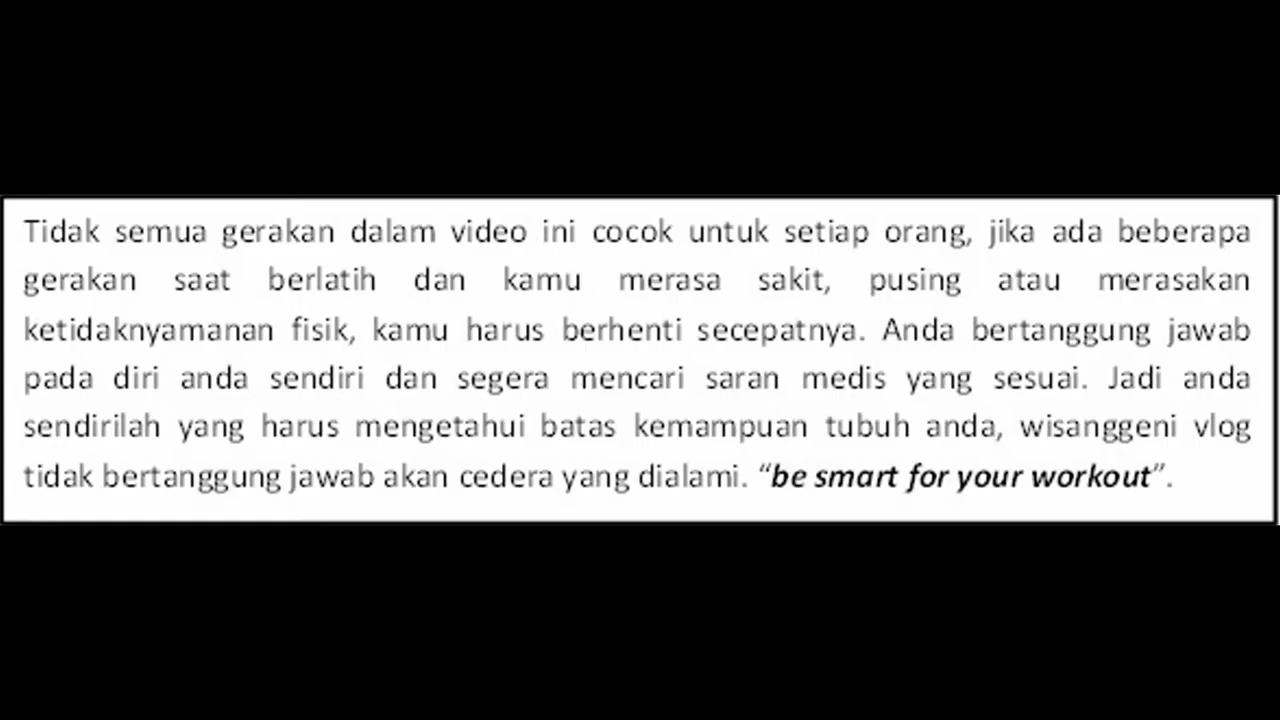 Tidak semua gerakan dalam video ini cocok untuk setiap orang, jika ada beberapa
gerakan saat berlatih dan kamu merasa sakit, pusing atau merasakan
ketidaknyamanan fisik, kamu harus berhenti secepatnya. Anda bertanggung jawab
pada diri anda sendiri dan segera mencari saran medis yang sesuai. Jadi anda
sendirilah yang harus mengetahui batas kemampuan tubuh anda, wisanggeni vlog
tidak bertanggung jawab akan cedera yang dialami. “be smart for your workout”.